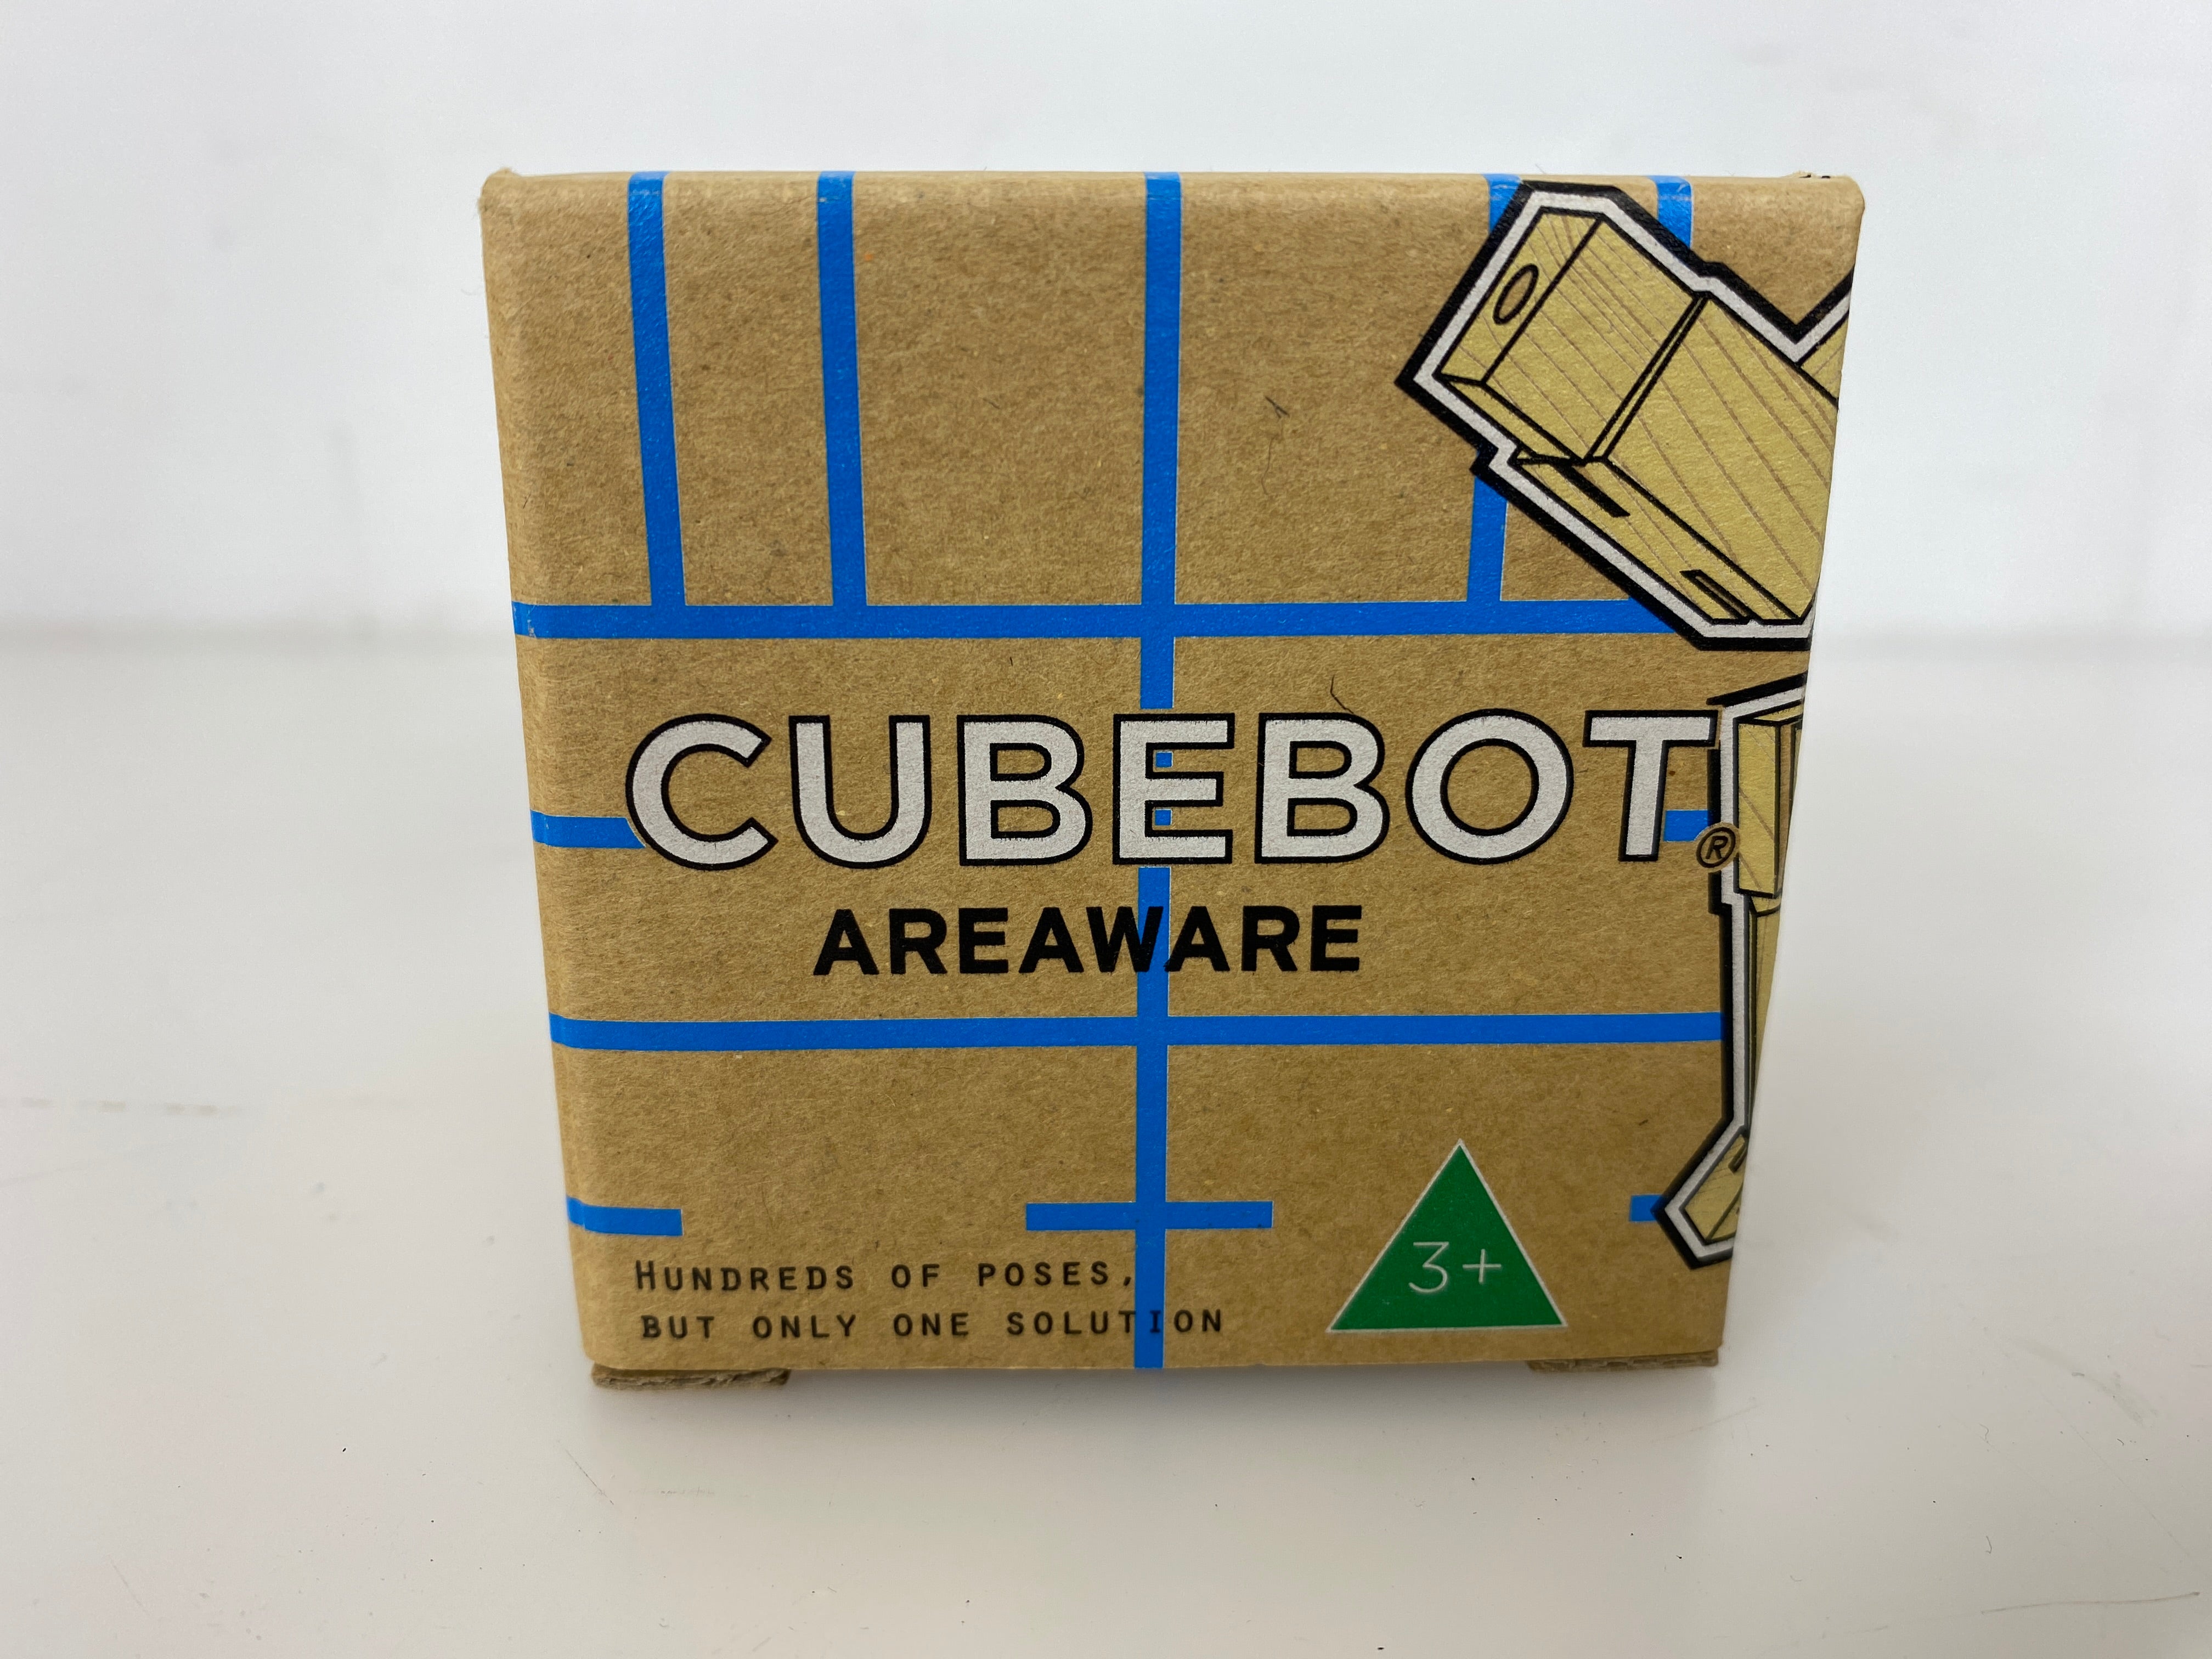 CUBEBOT®
AREAWARE
HUNDREDS OF POSES,
BUT ONLY ONE SOLUTION
3+